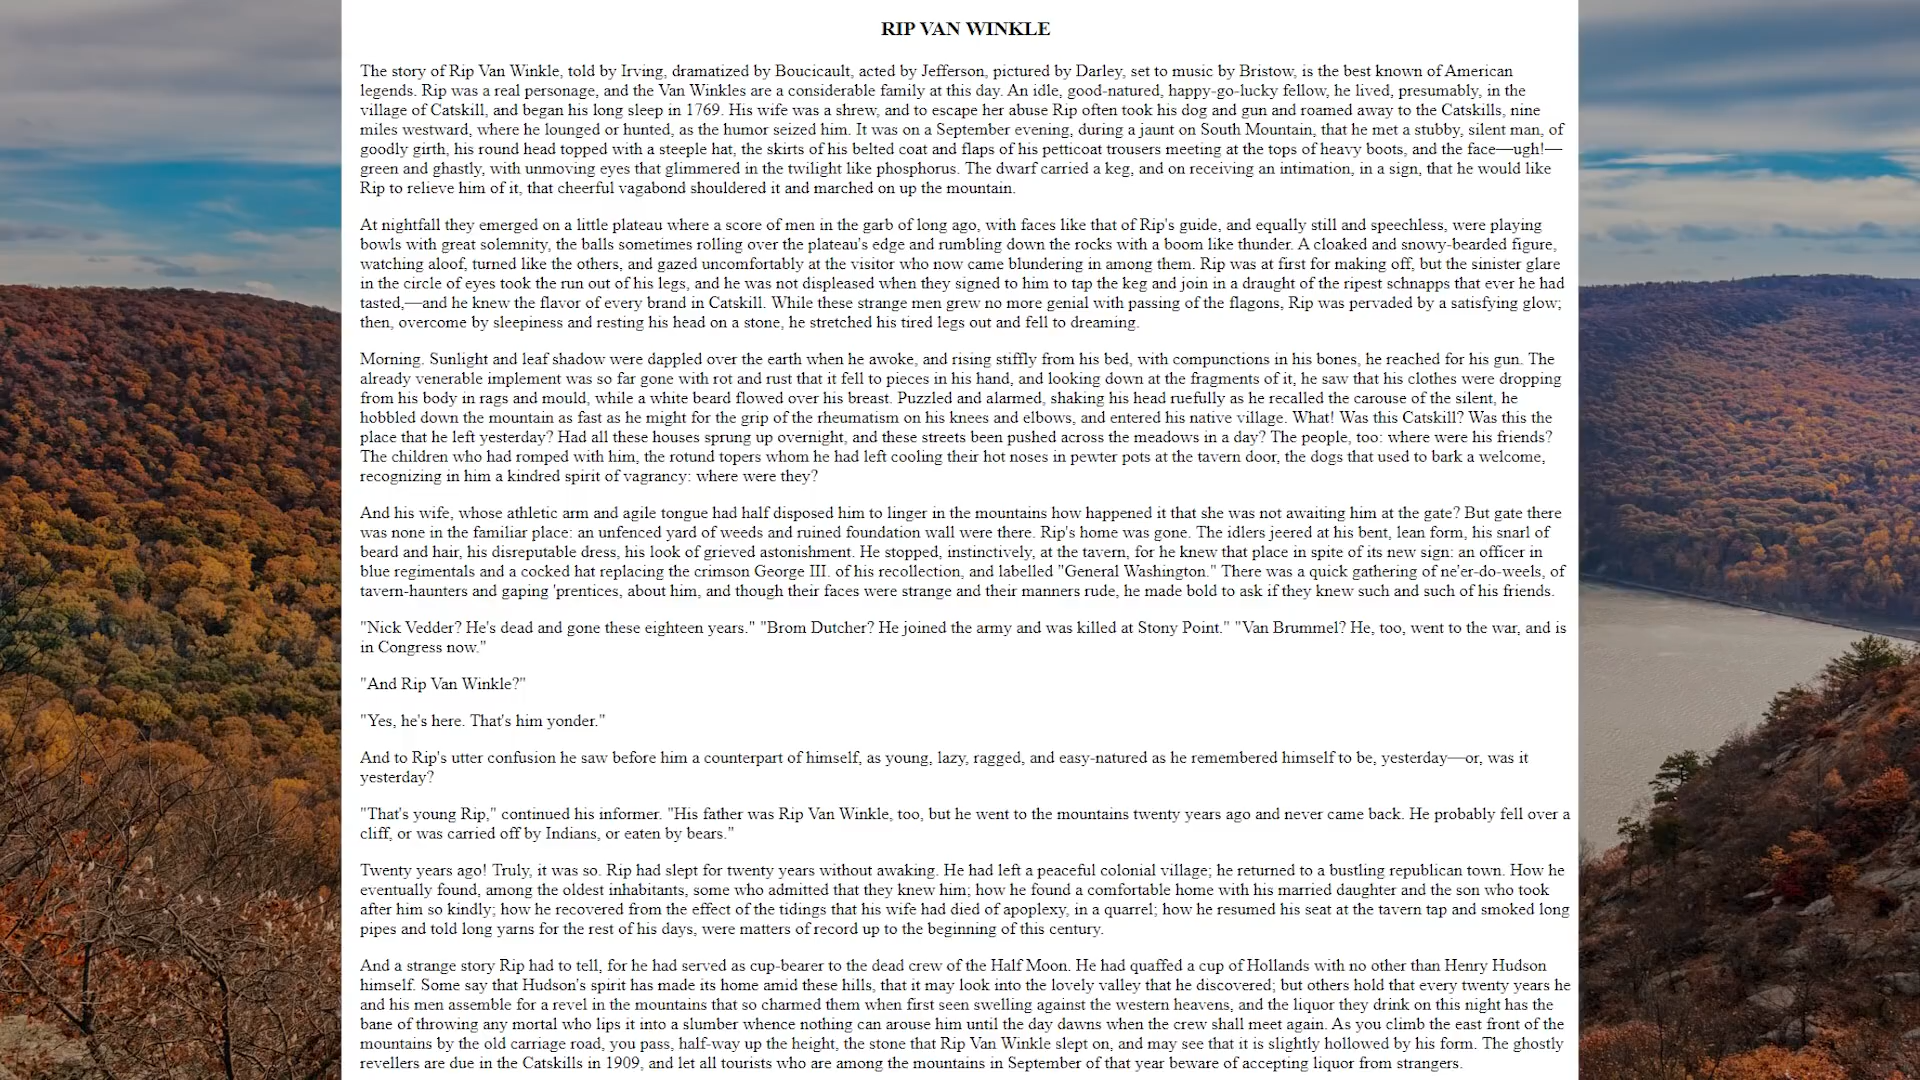 RIP VAN WINKLE
The story of Rip Van Winkle, told by Irving, dramatized by Boucicault, acted by Jefferson, pictured by Darley, set to music by Bristow, is the best known of American
legends. Rip was a real personage, and the Van Winkles are a considerable family at this day. An idle, good-natured, happy-go-lucky fellow, he lived, presumably, in the
village of Catskill, and began his long sleep in 1769. His wife was a shrew, and to escape her abuse Rip often took his dog and gun and roamed away to the Catskills, nine
miles westward, where he lounged or hunted, as the humor seized him. It was on a September evening, during a jaunt on South Mountain, that he met a stubby, silent man, of
goodly girth, his round head topped with a steeple hat, the skirts of his belted coat and flaps of his petticoat trousers meeting at the tops of heavy boots, and the face—ugh!—
green and ghastly, with unmoving eyes that glimmered in the twilight like phosphorus. The dwarf carried a keg, and on receiving an intimation, in a sign, that he would like
Rip to relieve him of it, that cheerful vagabond shouldered it and marched on up the mountain.
At nightfall they emerged on a little plateau where a score of men in the garb of long ago, with faces like that of Rip's guide, and equally still and speechless, were playing
bowls with great solemnity, the balls sometimes rolling over the plateau's edge and rumbling down the rocks with a boom like thunder. A cloaked and snowy-bearded figure,
watching aloof, turned like the others, and gazed uncomfortably at the visitor who now came blundering in among them. Rip was at first for making off, but the sinister glare
in the circle of eyes took the run out of his legs, and he was not displeased when they signed to him to tap the keg and join in a draught of the ripest schnapps that ever he had
tasted,—and he knew the flavor of every brand in Catskill. While these strange men grew no more genial with passing of the flagons, Rip was pervaded by a satisfying glow;
then, overcome by sleepiness and resting his head on a stone, he stretched his tired legs out and fell to dreaming.
Morning. Sunlight and leaf shadow were dappled over the earth when he awoke, and rising stiffly from his bed, with compunctions in his bones, he reached for his gun. The
already venerable implement was so far gone with rot and rust that it fell to pieces in his hand, and looking down at the fragments of it, he saw that his clothes were dropping
from his body in rags and mould, while a white beard flowed over his breast. Puzzled and alarmed, shaking his head ruefully as he recalled the carouse of the silent, he
hobbled down the mountain as fast as he might for the grip of the rheumatism on his knees and elbows, and entered his native village. What! Was this Catskill? Was this the
place that he left yesterday? Had all these houses sprung up overnight, and these streets been pushed across the meadows in a day? The people, too: where were his friends?
The children who had romped with him, the rotund topers whom he had left cooling their hot noses in pewter pots at the tavern door, the dogs that used to bark a welcome,
recognizing in him a kindred spirit of vagrancy: where were they?
And his wife, whose athletic arm and agile tongue had half disposed him to linger in the mountains how happened it that she was not awaiting him at the gate? But gate there
was none in the familiar place: an unfenced yard of weeds and ruined foundation wall were there. Rip's home was gone. The idlers jeered at his bent, lean form, his snarl of
beard and hair, his disreputable dress, his look of grieved astonishment. He stopped, instinctively, at the tavern, for he knew that place in spite of its new sign: an officer in
blue regimentals and a cocked hat replacing the crimson George III. of his recollection, and labelled "General Washington." There was a quick gathering of ne'er-do-weels, of
tavern-haunters and gaping 'prentices, about him, and though their faces were strange and their manners rude, he made bold to ask if they knew such and such of his friends.
"Nick Vedder? He's dead and gone these eighteen years." "Brom Dutcher? He joined the army and was killed at Stony Point." "Van Brummel? He, too, went to the war, and is
in Congress now."
"And Rip Van Winkle?"
"Yes, he's here. That's him yonder."
And to Rip's utter confusion he saw before him a counterpart of himself, as young, lazy, ragged, and easy-natured as he remembered himself to be, yesterday—or, was it
yesterday?
"That's young Rip," continued his informer. "His father was Rip Van Winkle, too, but he went to the mountains twenty years ago and never came back. He probably fell over a
cliff, or was carried off by Indians, or eaten by bears."
Twenty years ago! Truly, it was so. Rip had slept for twenty years without awaking. He had left a peaceful colonial village; he returned to a bustling republican town. How he
eventually found, among the oldest inhabitants, some who admitted that they knew him; how he found a comfortable home with his married daughter and the son who took
after him so kindly; how he recovered from the effect of the tidings that his wife had died of apoplexy, in a quarrel; how he resumed his seat at the tavern tap and smoked long
pipes and told long yarns for the rest of his days, were matters of record up to the beginning of this century.
And a strange story Rip had to tell, for he had served as cup-bearer to the dead crew of the Half Moon. He had quaffed a cup of Hollands with no other than Henry Hudson
himself. Some say that Hudson's spirit has made its home amid these hills, that it may look into the lovely valley that he discovered; but others hold that every twenty years he
and his men assemble for a revel in the mountains that so charmed them when first seen swelling against the western heavens, and the liquor they drink on this night has the
bane of throwing any mortal who lips it into a slumber whence nothing can arouse him until the day dawns when the crew shall meet again. As you climb the east front of the
mountains by the old carriage road, you pass, half-way up the height, the stone that Rip Van Winkle slept on, and may see that it is slightly hollowed by his form. The ghostly
revellers are due in the Catskills in 1909, and let all tourists who are among the mountains in September of that year beware of accepting liquor from strangers.